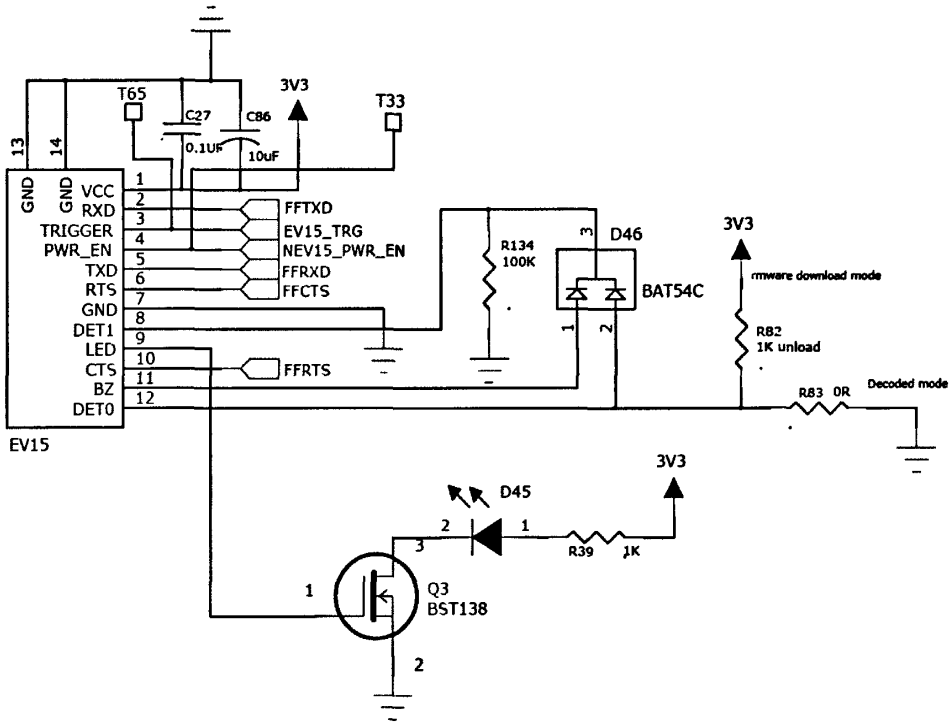 3V3
T65
T33
C27
C86
0.1UF
10uF
13
14
GND
GND
VCC
1
RXD
2
FFTXD
TRIGGER
3
EV15_TRG
PWR_EN
4
NEV15_PWR_EN
TXD
5
FFRXD
RTS
6
FFCTS
GND
7
DET1
8
LED
9
CTS
10
FFRTS
BZ
11
DET0
12
EV15
R134
100K
3
D46
BAT54C
1
2
3V3
rmware download mode
R82
1K unload
Decoded mode
R83 0R
3V3
D45
2
1
3
R39
1K
1
Q3
BST138
2